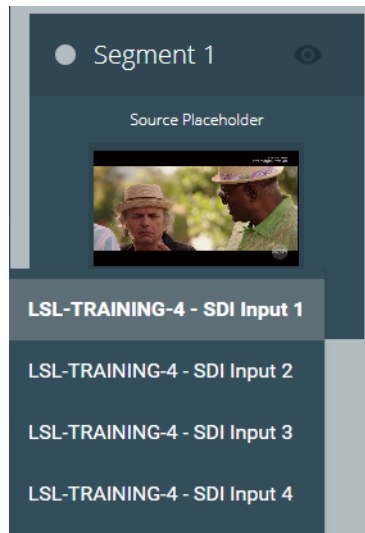 Segment 1
Source Placeholder
LSL-TRAINING-4 - SDI Input 1
LSL-TRAINING-4 - SDI Input 2
LSL-TRAINING-4 - SDI Input 3
LSL-TRAINING-4 - SDI Input 4